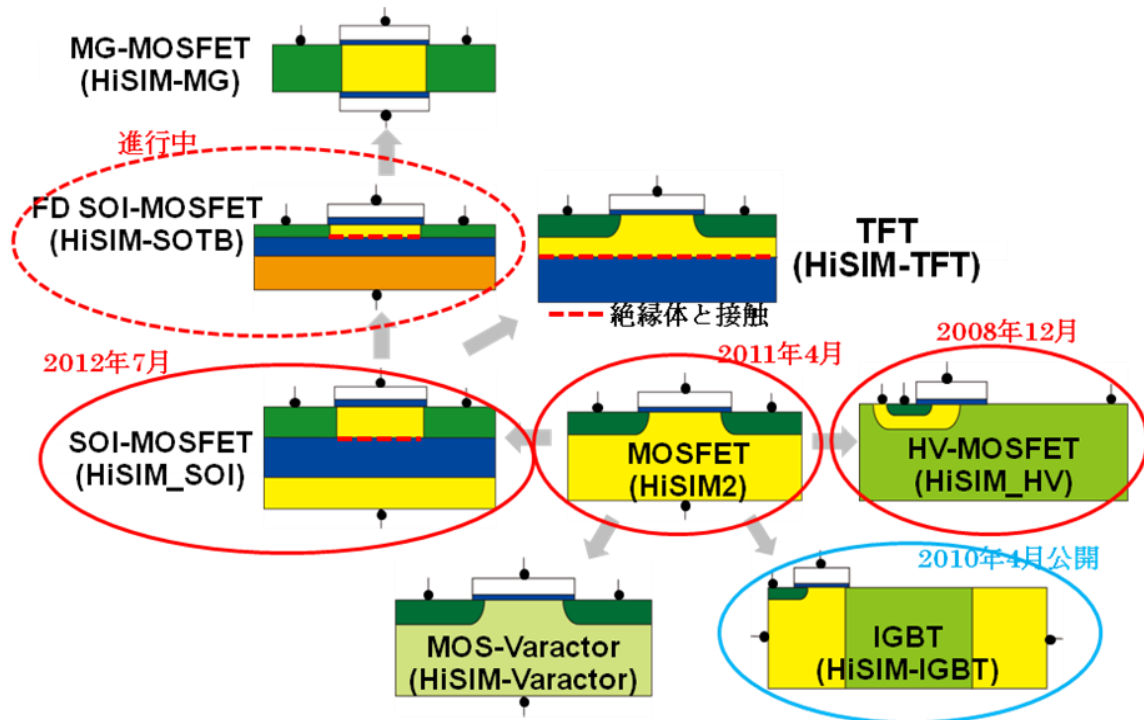 MG-MOSFET
(HiSIM-MG)
進行中
FD SOI-MOSFET
(HiSIM-SOTB)
TFT
(HiSIM-TFT)
絶縁体と接触
2012年7月
2011年4月
2008年12月
SOI-MOSFET
(HiSIM_SOI)
MOSFET
(HiSIM2)
HV-MOSFET
(HiSIM_HV)
2010年4月公開
MOS-Varactor
(HiSIM-Varactor)
IGBT
(HiSIM-IGBT)